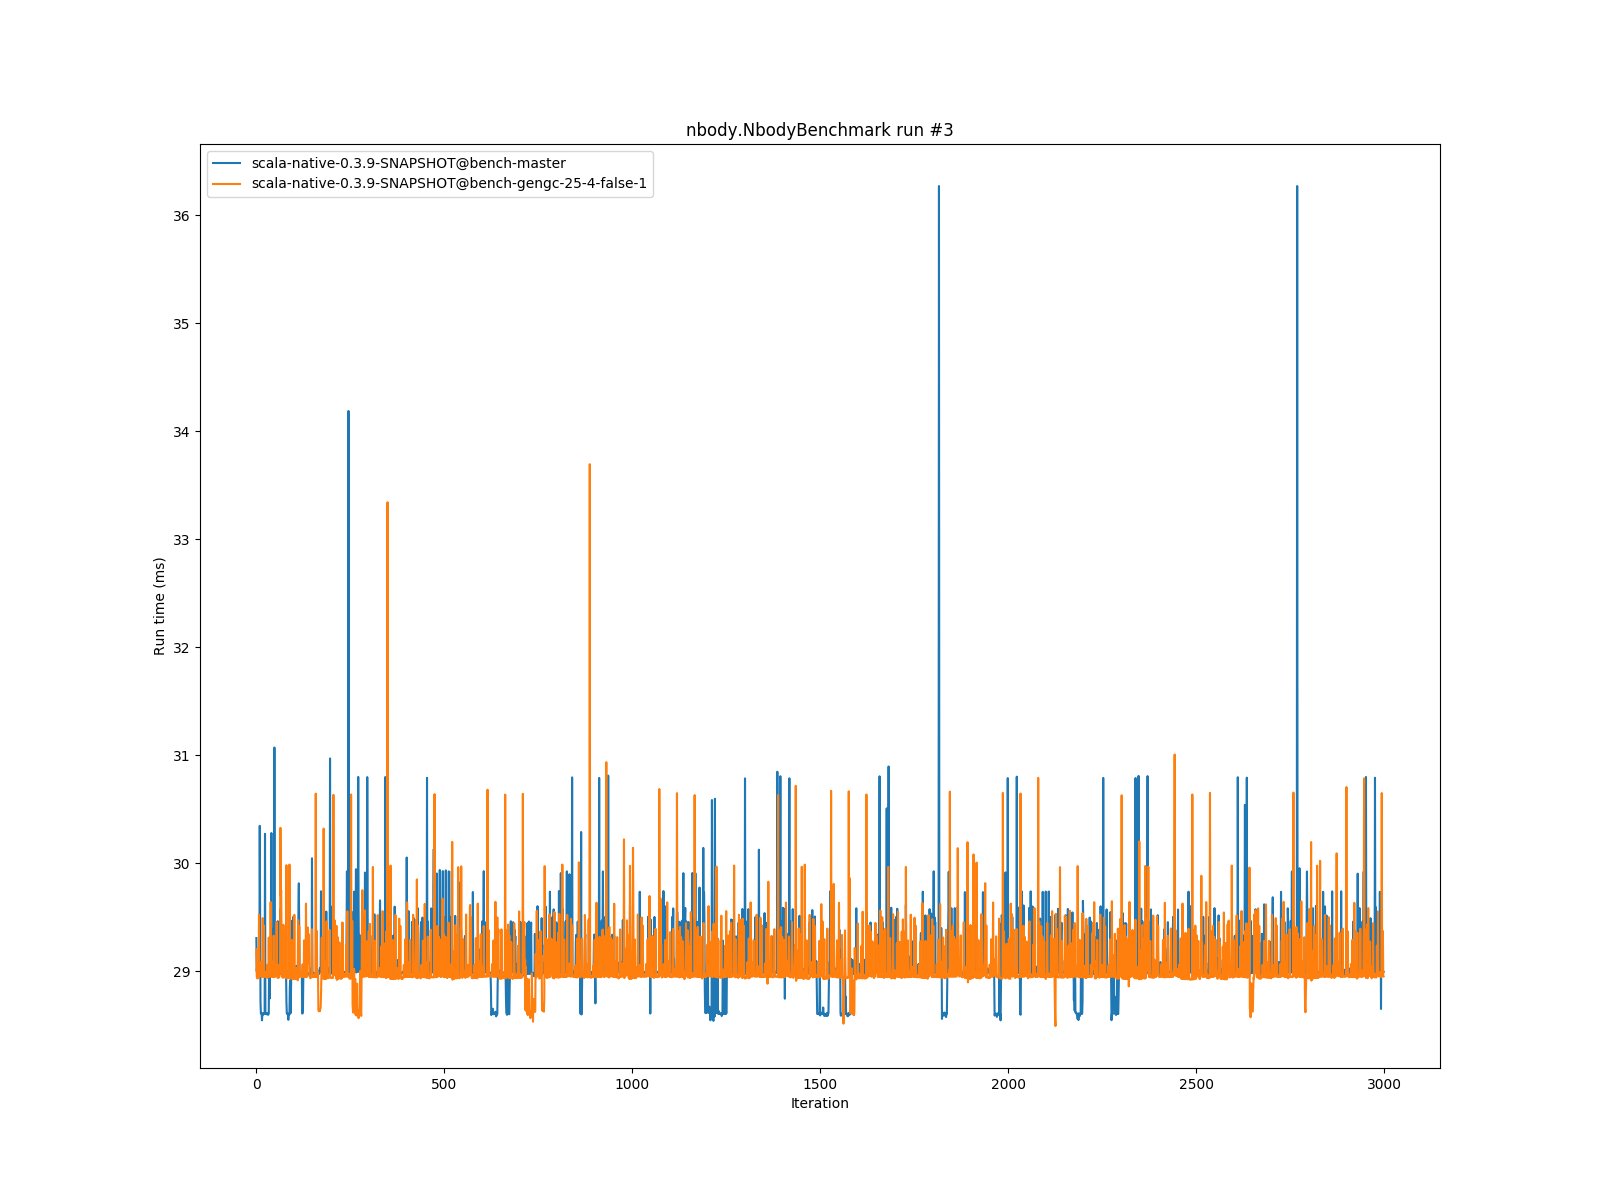 nbody.NbodyBenchmark run #3
scala-native-0.3.9-SNAPSHOT@bench-master
scala-native-0.3.9-SNAPSHOT@bench-gengc-25-4-false-1
36
35
34
33
32
31
30
29
Run time (ms)
0 500 1000 1500 2000 2500 3000
Iteration